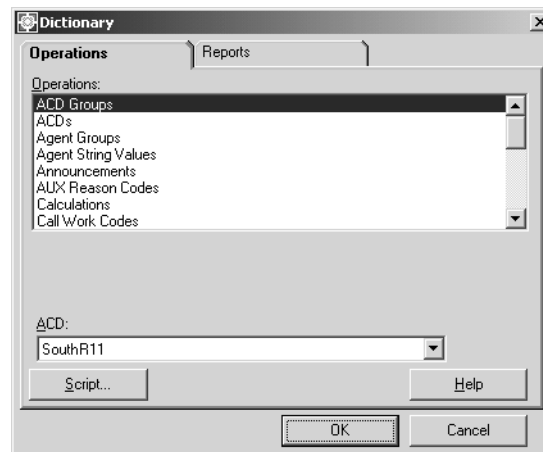 Dictionary
Operations Reports
Operations:
ACD Groups
ACDs
Agent Groups
Agent String Values
Announcements
AUX Reason Codes
Calculations
Call Work Codes
ACD:
SouthR11
Script... Help
OK Cancel